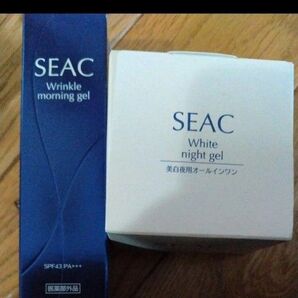 SEAC
Wrinkle
morning gel
SPF43 PA+++
医薬部外品
SEAC
White
night gel
美白夜用オールインワン